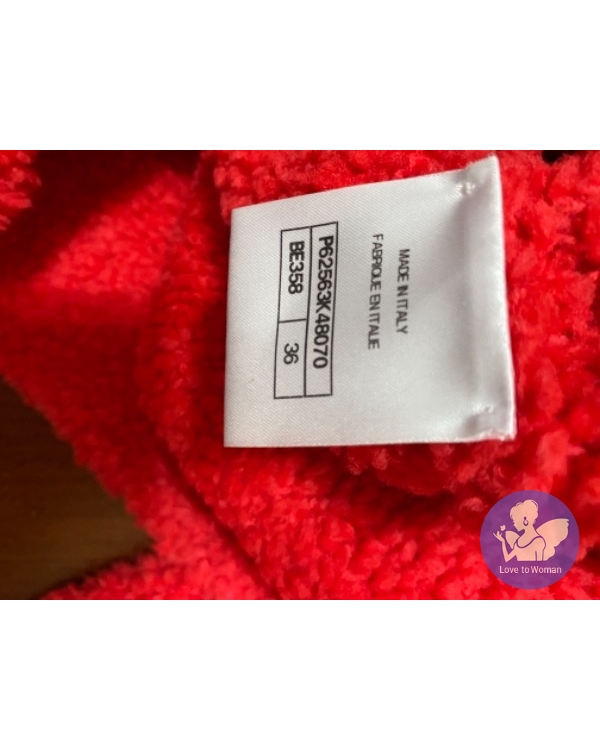 MADE IN ITALY
FABRIQUE EN ITALIE
P62563K48070
BE358 36
Love to Woman